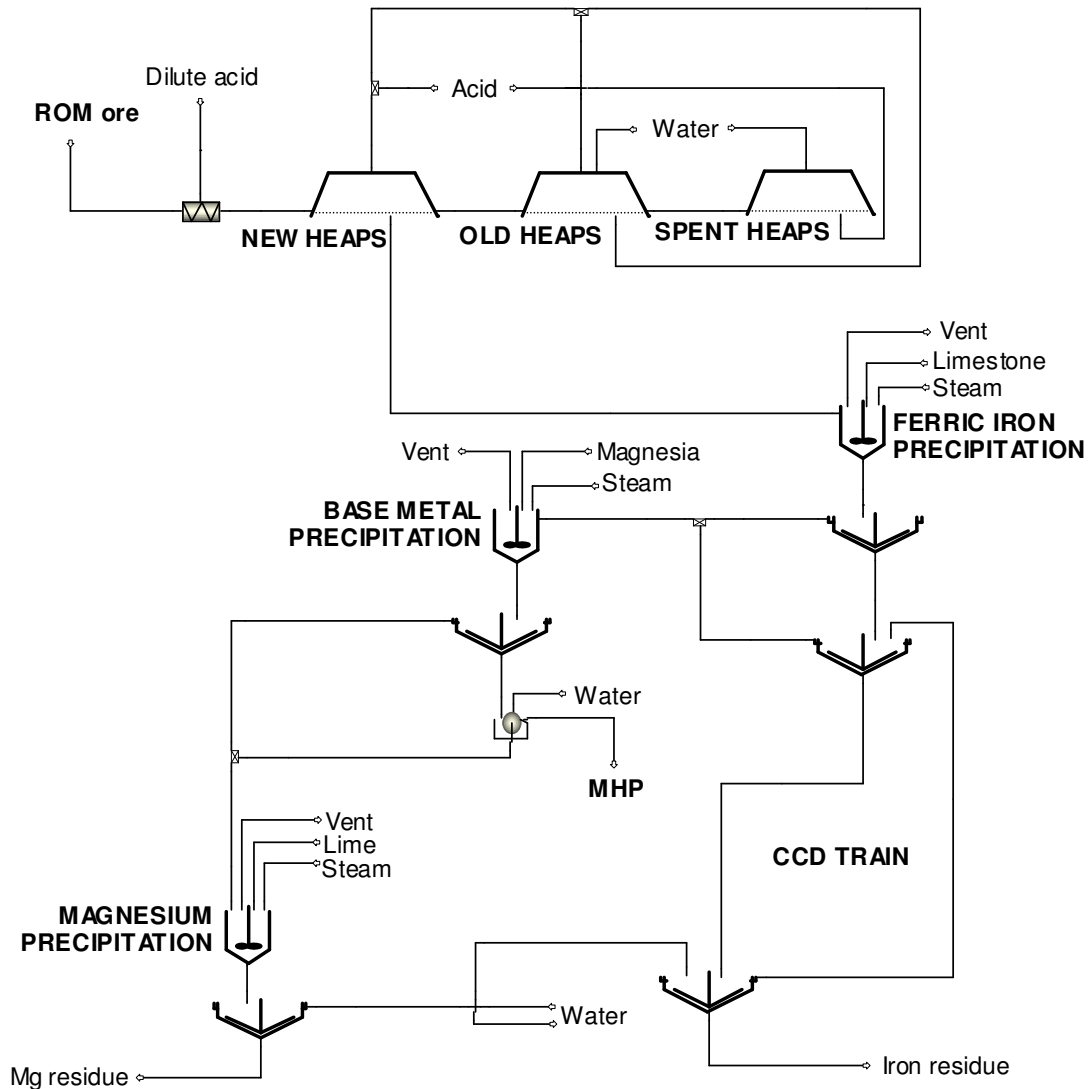 Dilute acid
ROM ore
Acid
Water
NEW HEAPS
OLD HEAPS
SPENT HEAPS
Vent
Limestone
Steam
FERRIC IRON
PRECIPITATION
Vent
Magnesia
Steam
BASE METAL
PRECIPITATION
Water
MHP
Vent
Lime
Steam
CCD TRAIN
MAGNESIUM
PRECIPITATION
Water
Mg residue
Iron residue